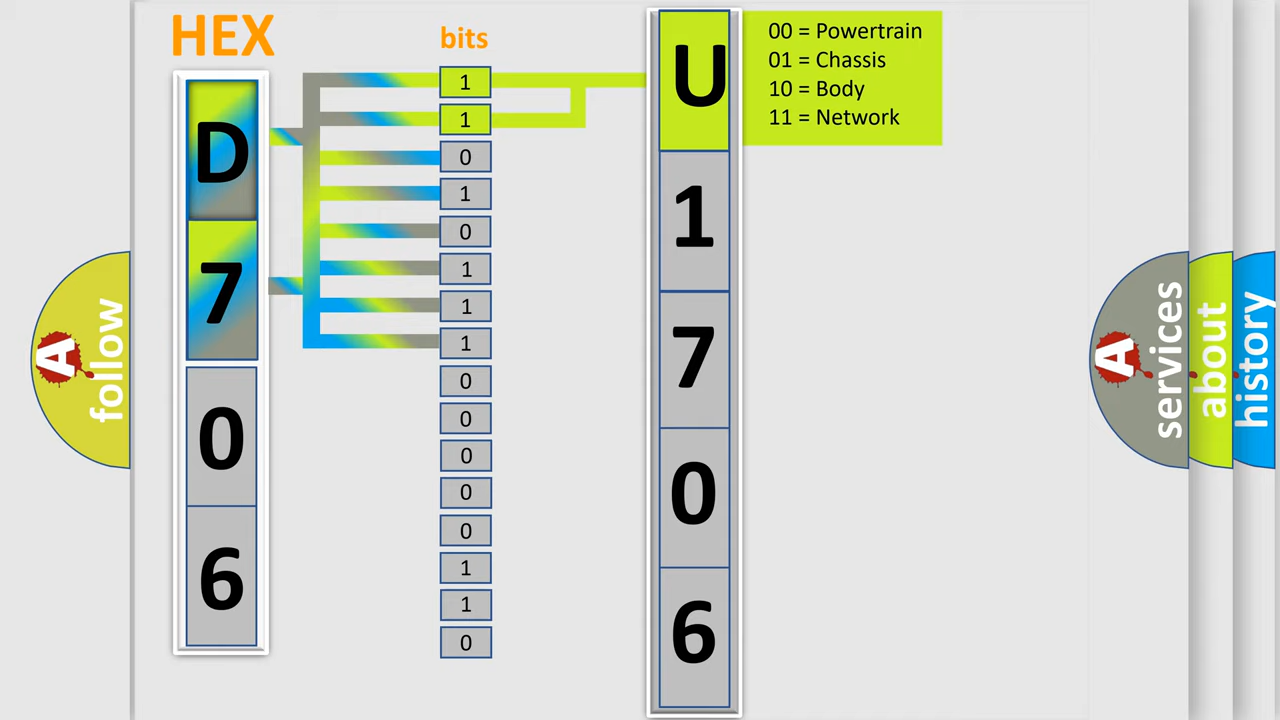 HEX
bits
D
7
0
6
1
1
0
1
0
1
1
1
0
0
0
0
0
1
1
0
U
1
7
0
6
00 = Powertrain
01 = Chassis
10 = Body
11 = Network
A
follow
A
services
about
history